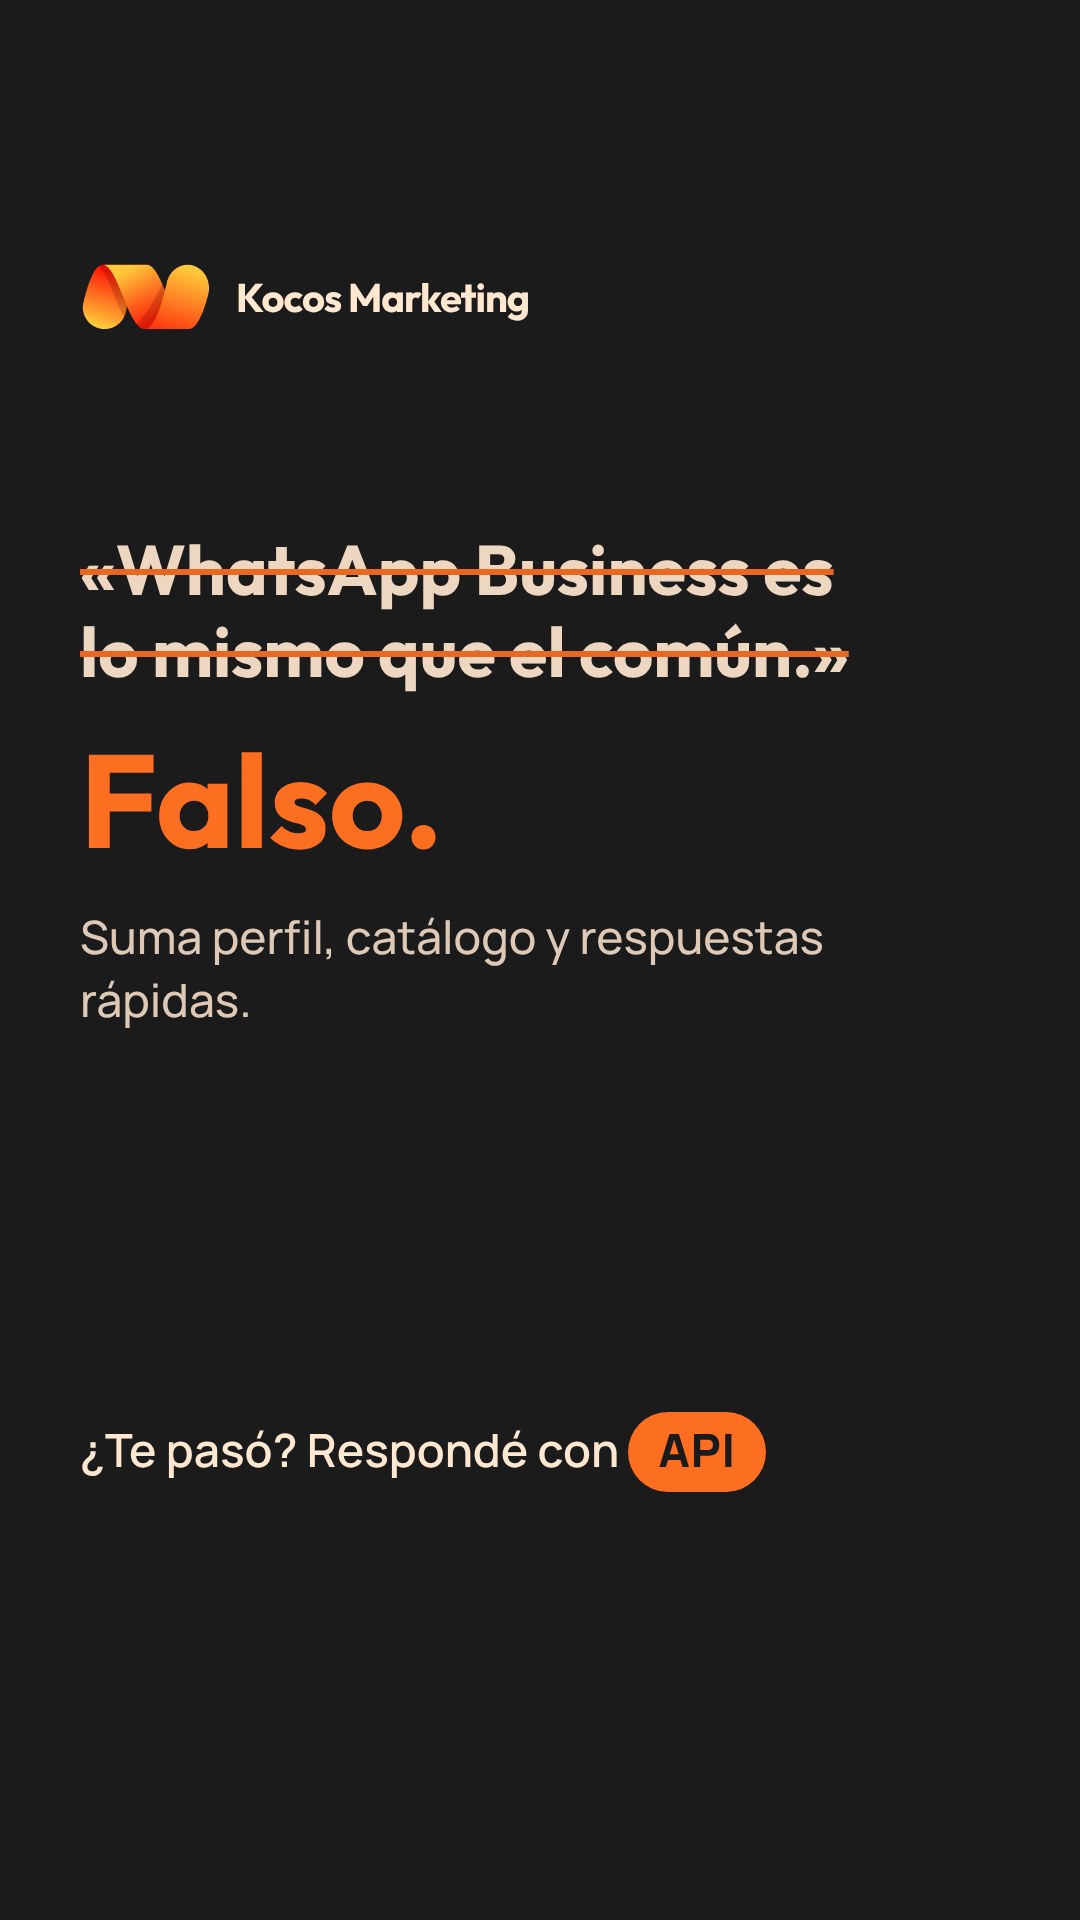 Kocos Marketing
«WhatsApp Business es
lo mismo que el común.»
Falso.
Suma perfil, catálogo y respuestas
rápidas.
¿Te pasó? Respondé con API